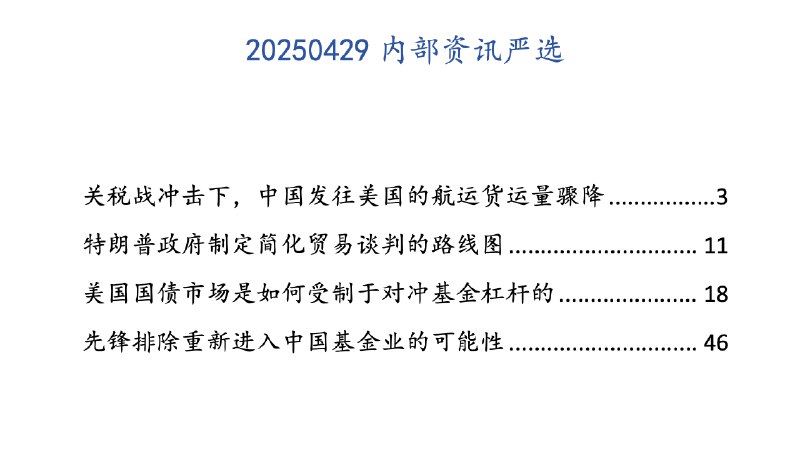 20250429 内部资讯严选
关税战冲击下，中国发往美国的航运货运量骤降.................3
特朗普政府制定简化贸易谈判的路线图.............................. 11
美国国债市场是如何受制于对冲基金杠杆的...................... 18
先锋排除重新进入中国基金业的可能性.............................. 46